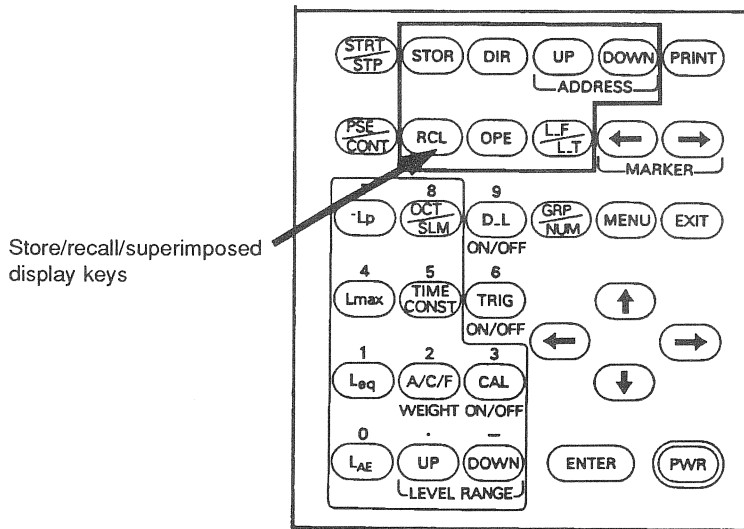 STRT STOR DIR UP DOWN PRINT
STP
ADDRESS
PSE RCL OPE L_F ← →
CONT L_T
MARKER
8 9
-Lp OCT D_L GRP MENU EXIT
SLM NUM
ON/OFF
Store/recall/superimposed
display keys
4 5 6
Lmax TIME TRIG ↑
CONST
ON/OFF
← →
1 2 3
Leq A/C/F CAL ↓
WEIGHT ON/OFF
0 · –
LAE UP DOWN ENTER PWR
LEVEL RANGE